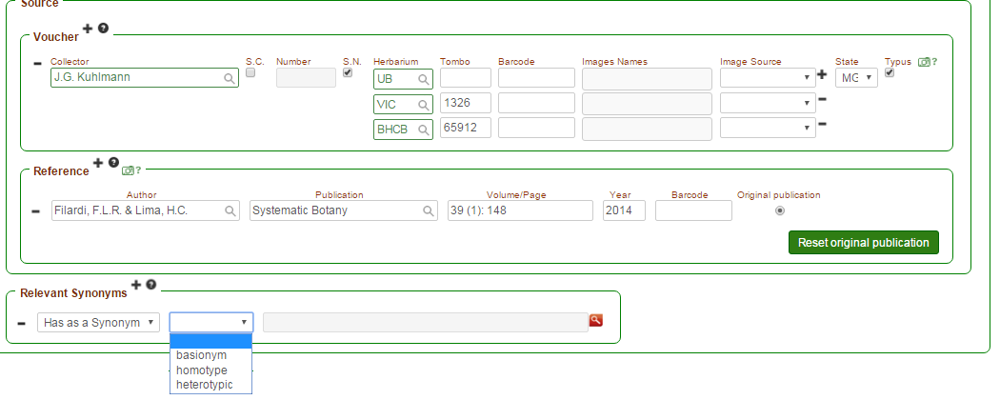 Source
Voucher + ?
Collector S.C. Number S.N. Herbarium Tombo Barcode Images Names Image Source State Typus ?
J.G. Kuhlmann UB MG
VIC 1326
BHCB 65912
Reference + ? ?
Author Publication Volume/Page Year Barcode Original publication
Filardi, F.L.R. & Lima, H.C. Systematic Botany 39 (1): 148 2014
Reset original publication
Relevant Synonyms + ?
Has as a Synonym
basionym
homotype
heterotypic